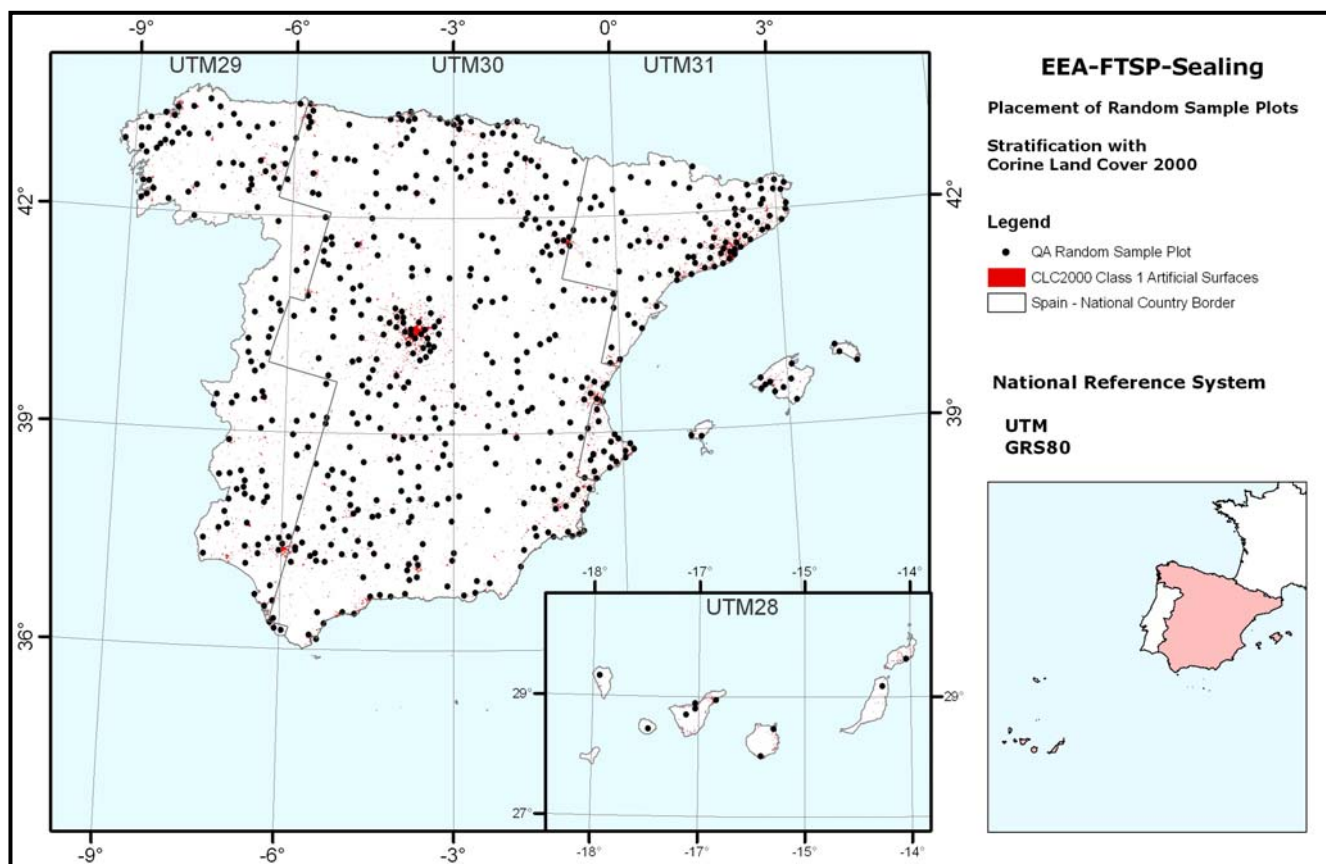 -9° -6° -3° 0° 3°
UTM29 UTM30 UTM31
42° 42°
39° 39°
36°
-18° -17° -15° -14°
UTM28
29° 29°
27°
-18° -17° -15° -14°
-9° -6° -3°
EEA-FTSP-Sealing
Placement of Random Sample Plots
Stratification with
Corine Land Cover 2000
Legend
QA Random Sample Plot
CLC2000 Class 1 Artificial Surfaces
Spain - National Country Border
National Reference System
UTM
GRS80